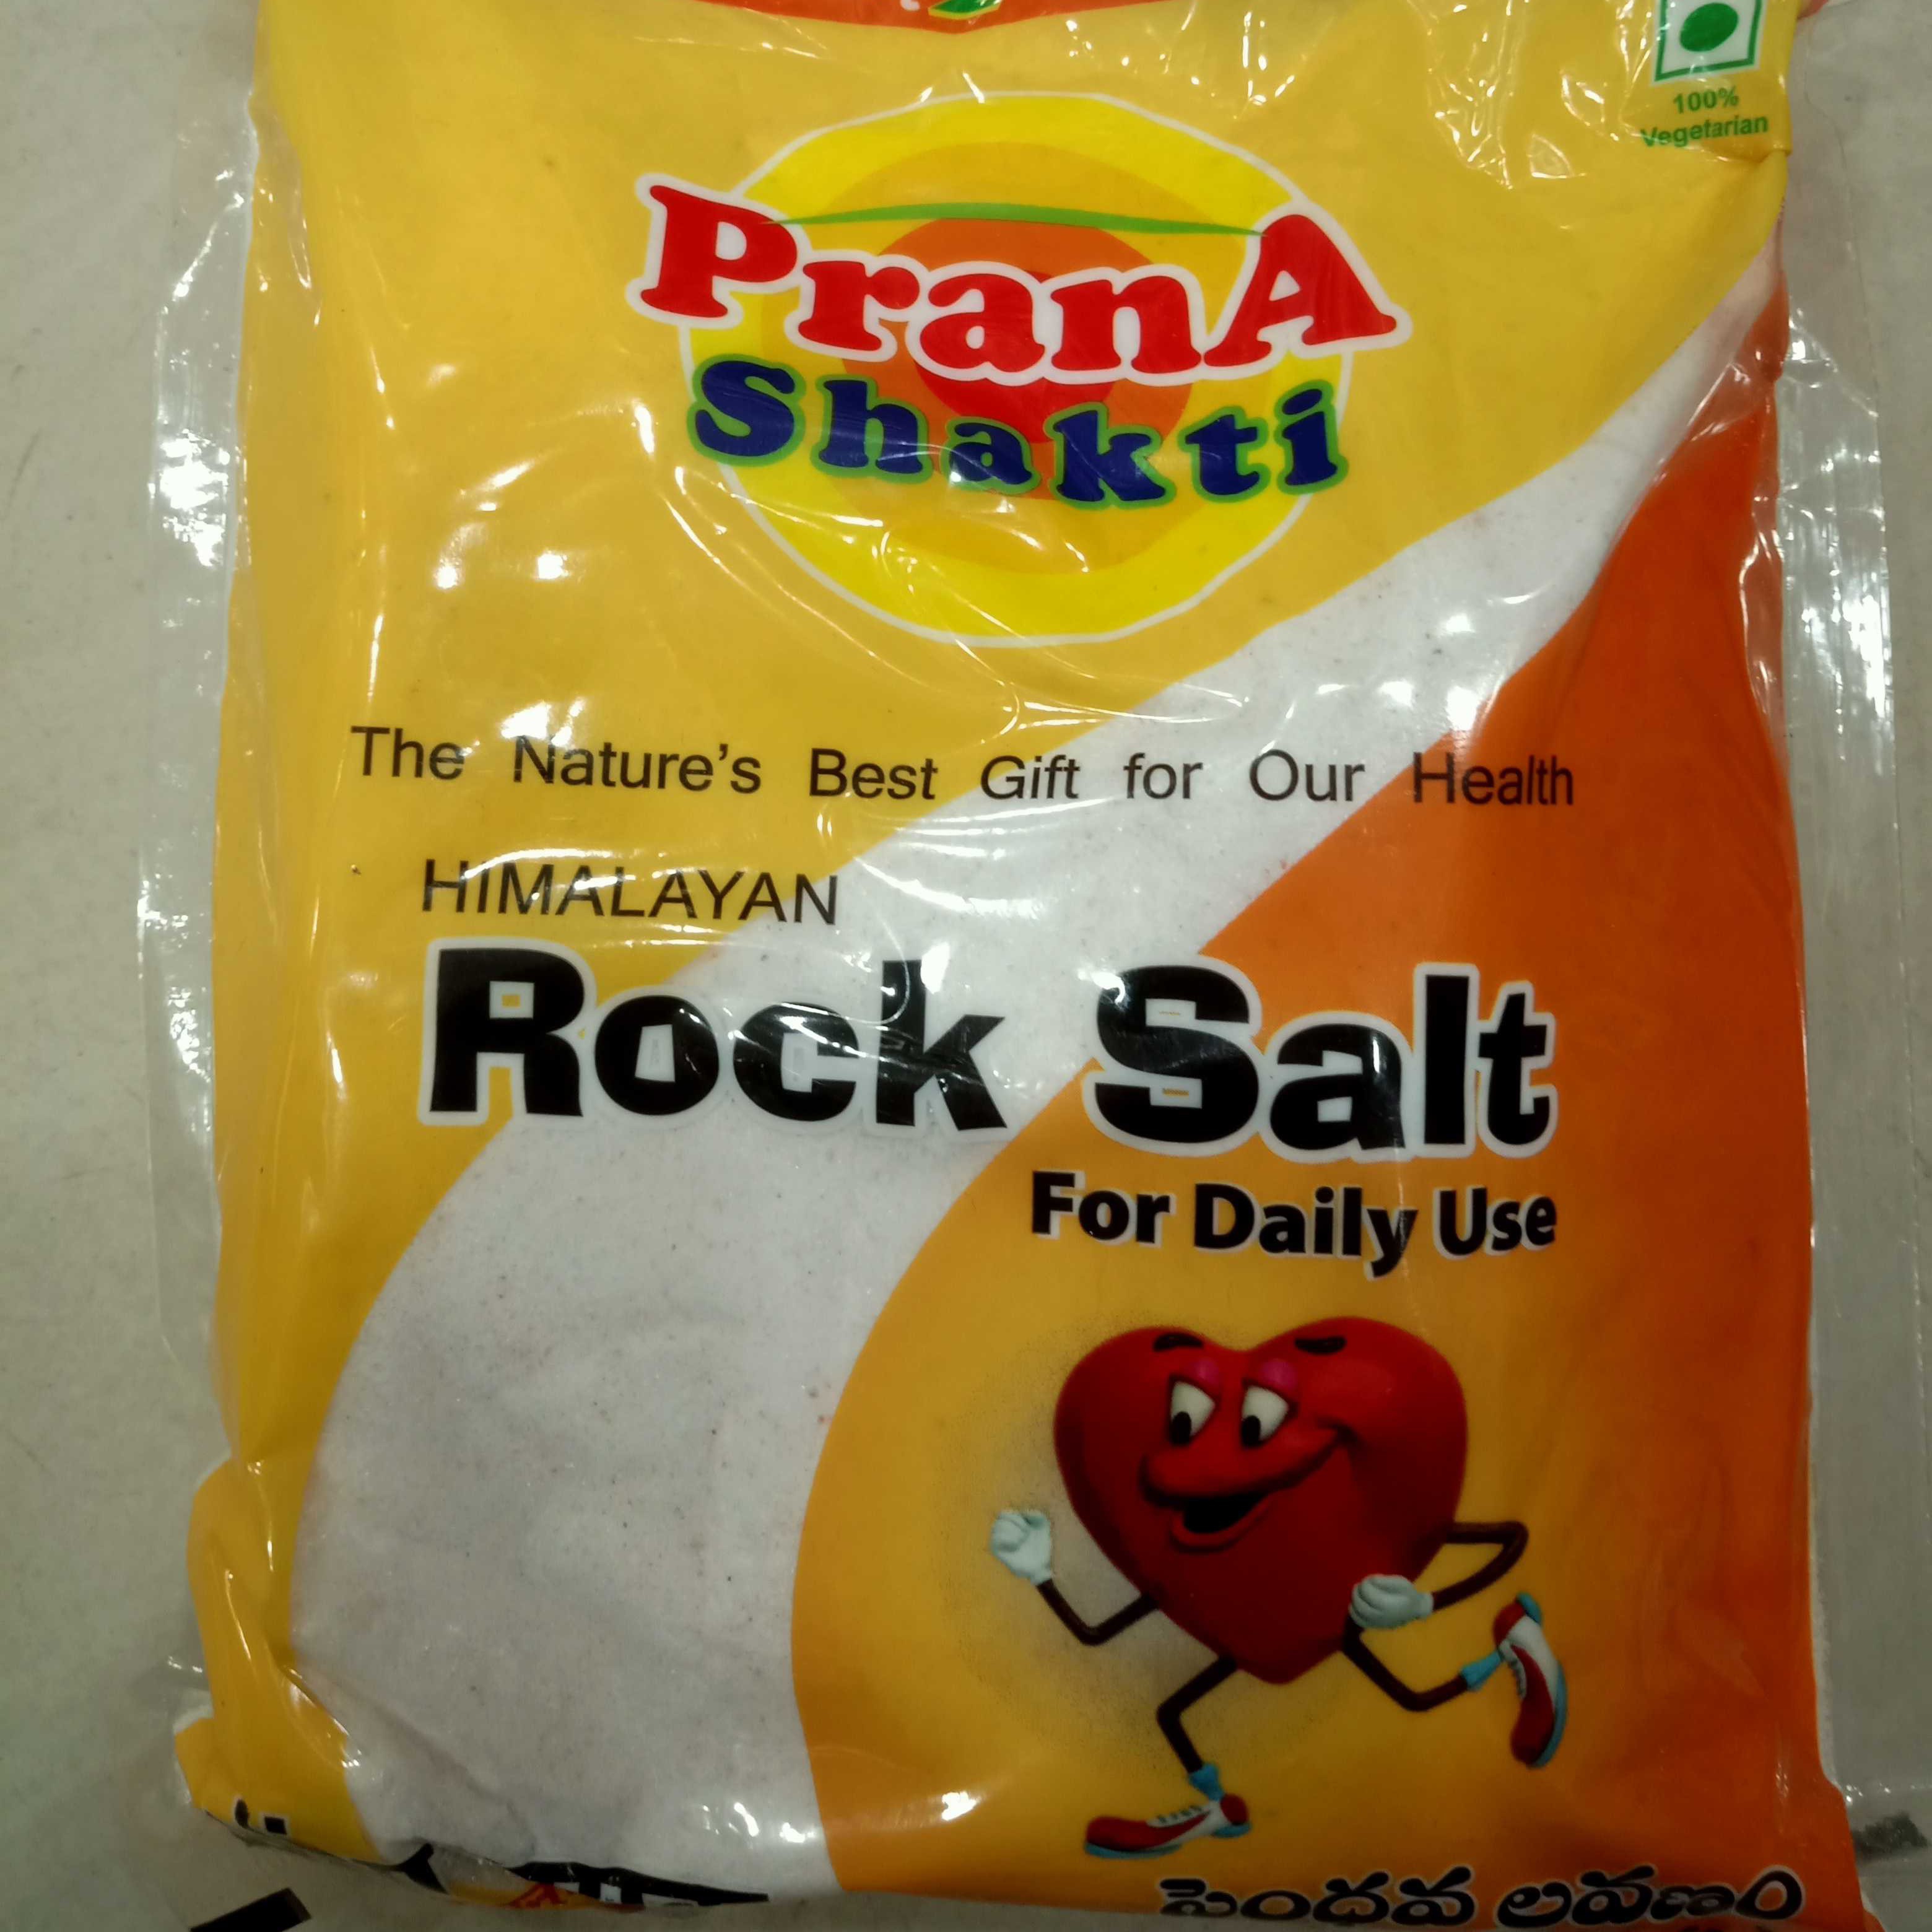 100%
Vegetarian
PranA
Shakti
The Nature's Best Gift for Our Health
HIMALAYAN
Rock Salt
For Daily Use
సైంధవ లవణం